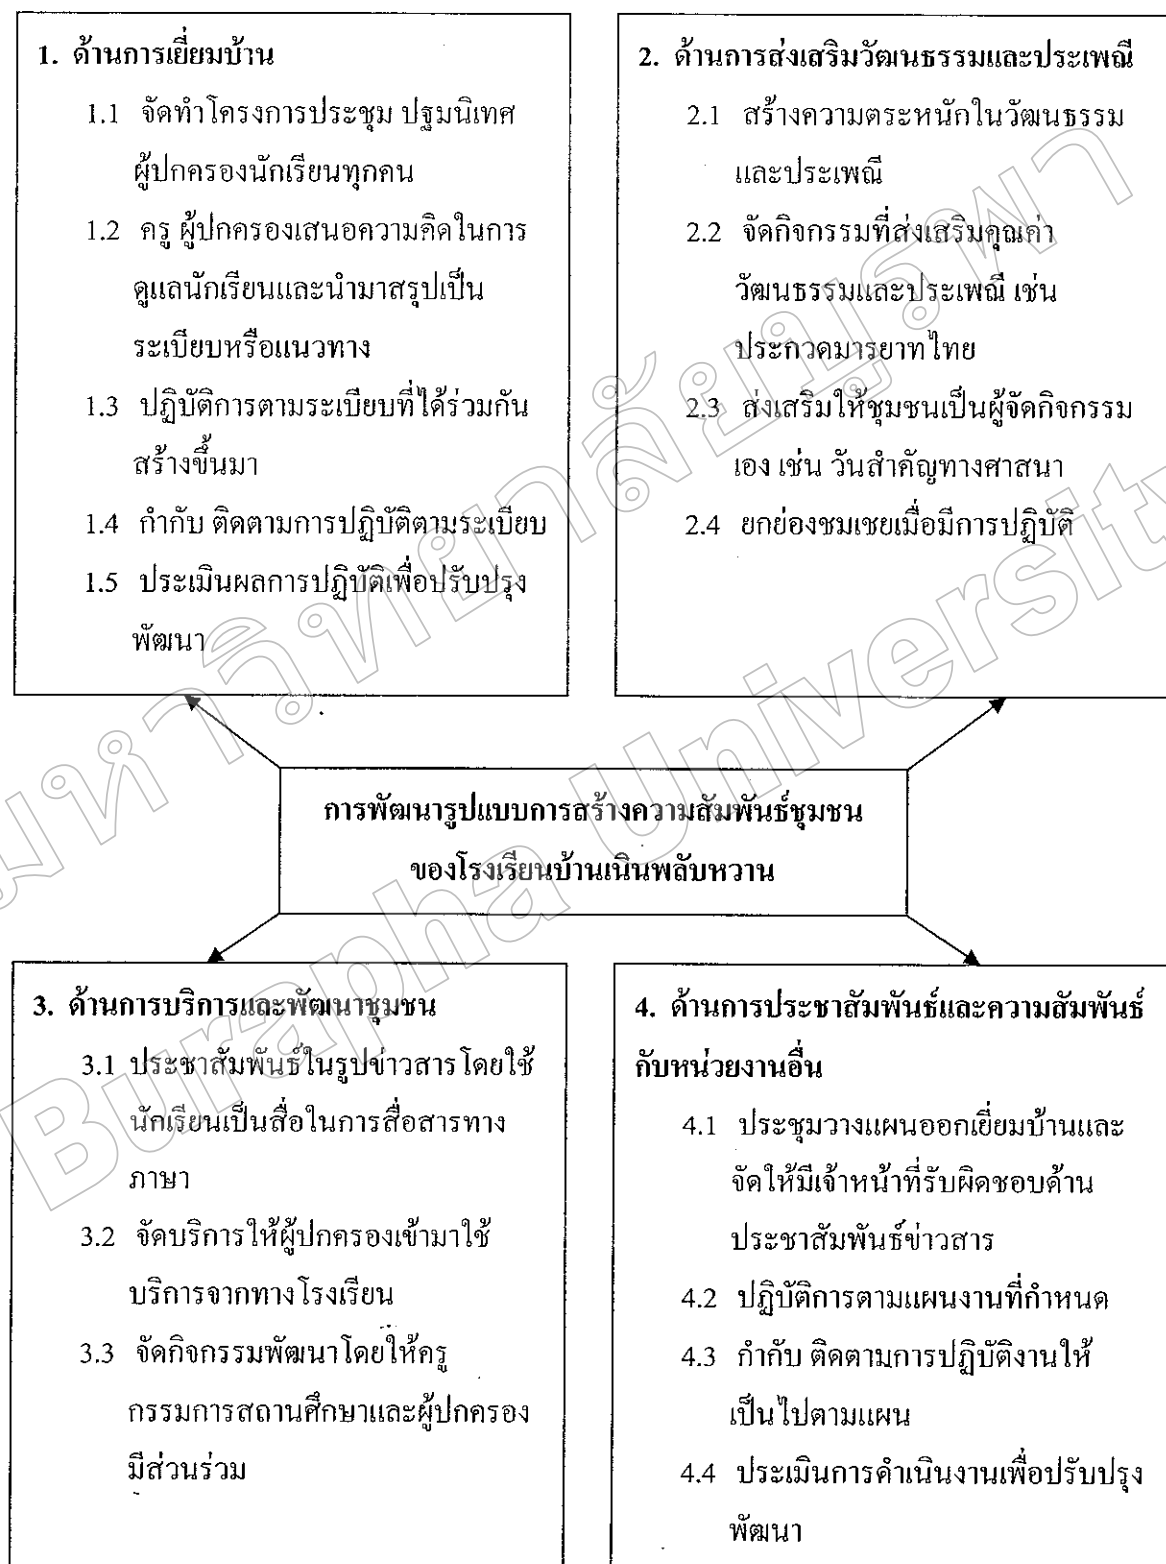 1. ด้านการเยี่ยมบ้าน
1.1 จัดทำโครงการประชุม ปฐมนิเทศ
ผู้ปกครองนักเรียนทุกคน
1.2 ครู ผู้ปกครองเสนอความคิดในการ
ดูแลนักเรียนและนำมาสรุปเป็น
ระเบียบหรือแนวทาง
1.3 ปฏิบัติการตามระเบียบที่ได้ร่วมกัน
สร้างขึ้นมา
1.4 กำกับ ติดตามการปฏิบัติตามระเบียบ
1.5 ประเมินผลการปฏิบัติเพื่อปรับปรุง
พัฒนา
2. ด้านการส่งเสริมวัฒนธรรมและประเพณี
2.1 สร้างความตระหนักในวัฒนธรรม
และประเพณี
2.2 จัดกิจกรรมที่ส่งเสริมคุณค่า
วัฒนธรรมและประเพณี เช่น
ประกวดมารยาทไทย
2.3 ส่งเสริมให้ชุมชนเป็นผู้จัดกิจกรรม
เอง เช่น วันสำคัญทางศาสนา
2.4 ยกย่องชมเชยเมื่อมีการปฏิบัติ
การพัฒนารูปแบบการสร้างความสัมพันธ์ชุมชน
ของโรงเรียนบ้านเนินพลับหวาน
3. ด้านการบริการและพัฒนาชุมชน
3.1 ประชาสัมพันธ์ในรูปข่าวสารโดยใช้
นักเรียนเป็นสื่อในการสื่อสารทาง
ภาษา
3.2 จัดบริการให้ผู้ปกครองเข้ามาใช้
บริการจากทางโรงเรียน
3.3 จัดกิจกรรมพัฒนาโดยให้ครู
กรรมการสถานศึกษาและผู้ปกครอง
มีส่วนร่วม
4. ด้านการประชาสัมพันธ์และความสัมพันธ์
กับหน่วยงานอื่น
4.1 ประชุมวางแผนออกเยี่ยมบ้านและ
จัดให้มีเจ้าหน้าที่รับผิดชอบด้าน
ประชาสัมพันธ์ข่าวสาร
4.2 ปฏิบัติการตามแผนงานที่กำหนด
4.3 กำกับ ติดตามการปฏิบัติงานให้
เป็นไปตามแผน
4.4 ประเมินการดำเนินงานเพื่อปรับปรุง
พัฒนา
มหาวิทยาลัยบูรพา
Burapha University